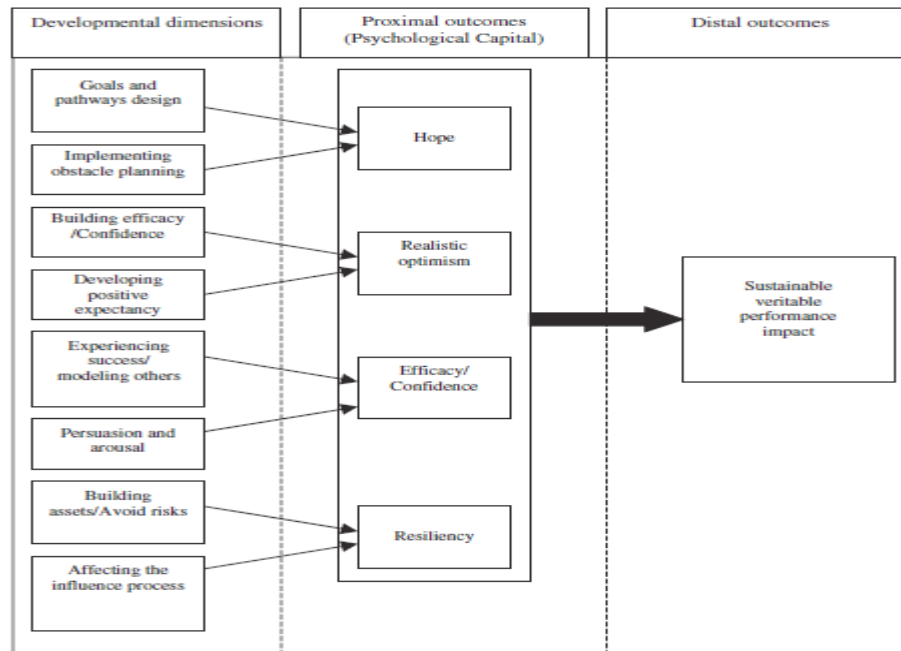 Developmental dimensions
Proximal outcomes
(Psychological Capital)
Distal outcomes
Goals and
pathways design
Implementing
obstacle planning
Building efficacy
/Confidence
Developing
positive
expectancy
Experiencing
success/
modeling others
Persuasion and
arousal
Building
assets/Avoid risks
Affecting the
influence process
Hope
Realistic
optimism
Efficacy/
Confidence
Resiliency
Sustainable
veritable
performance
impact